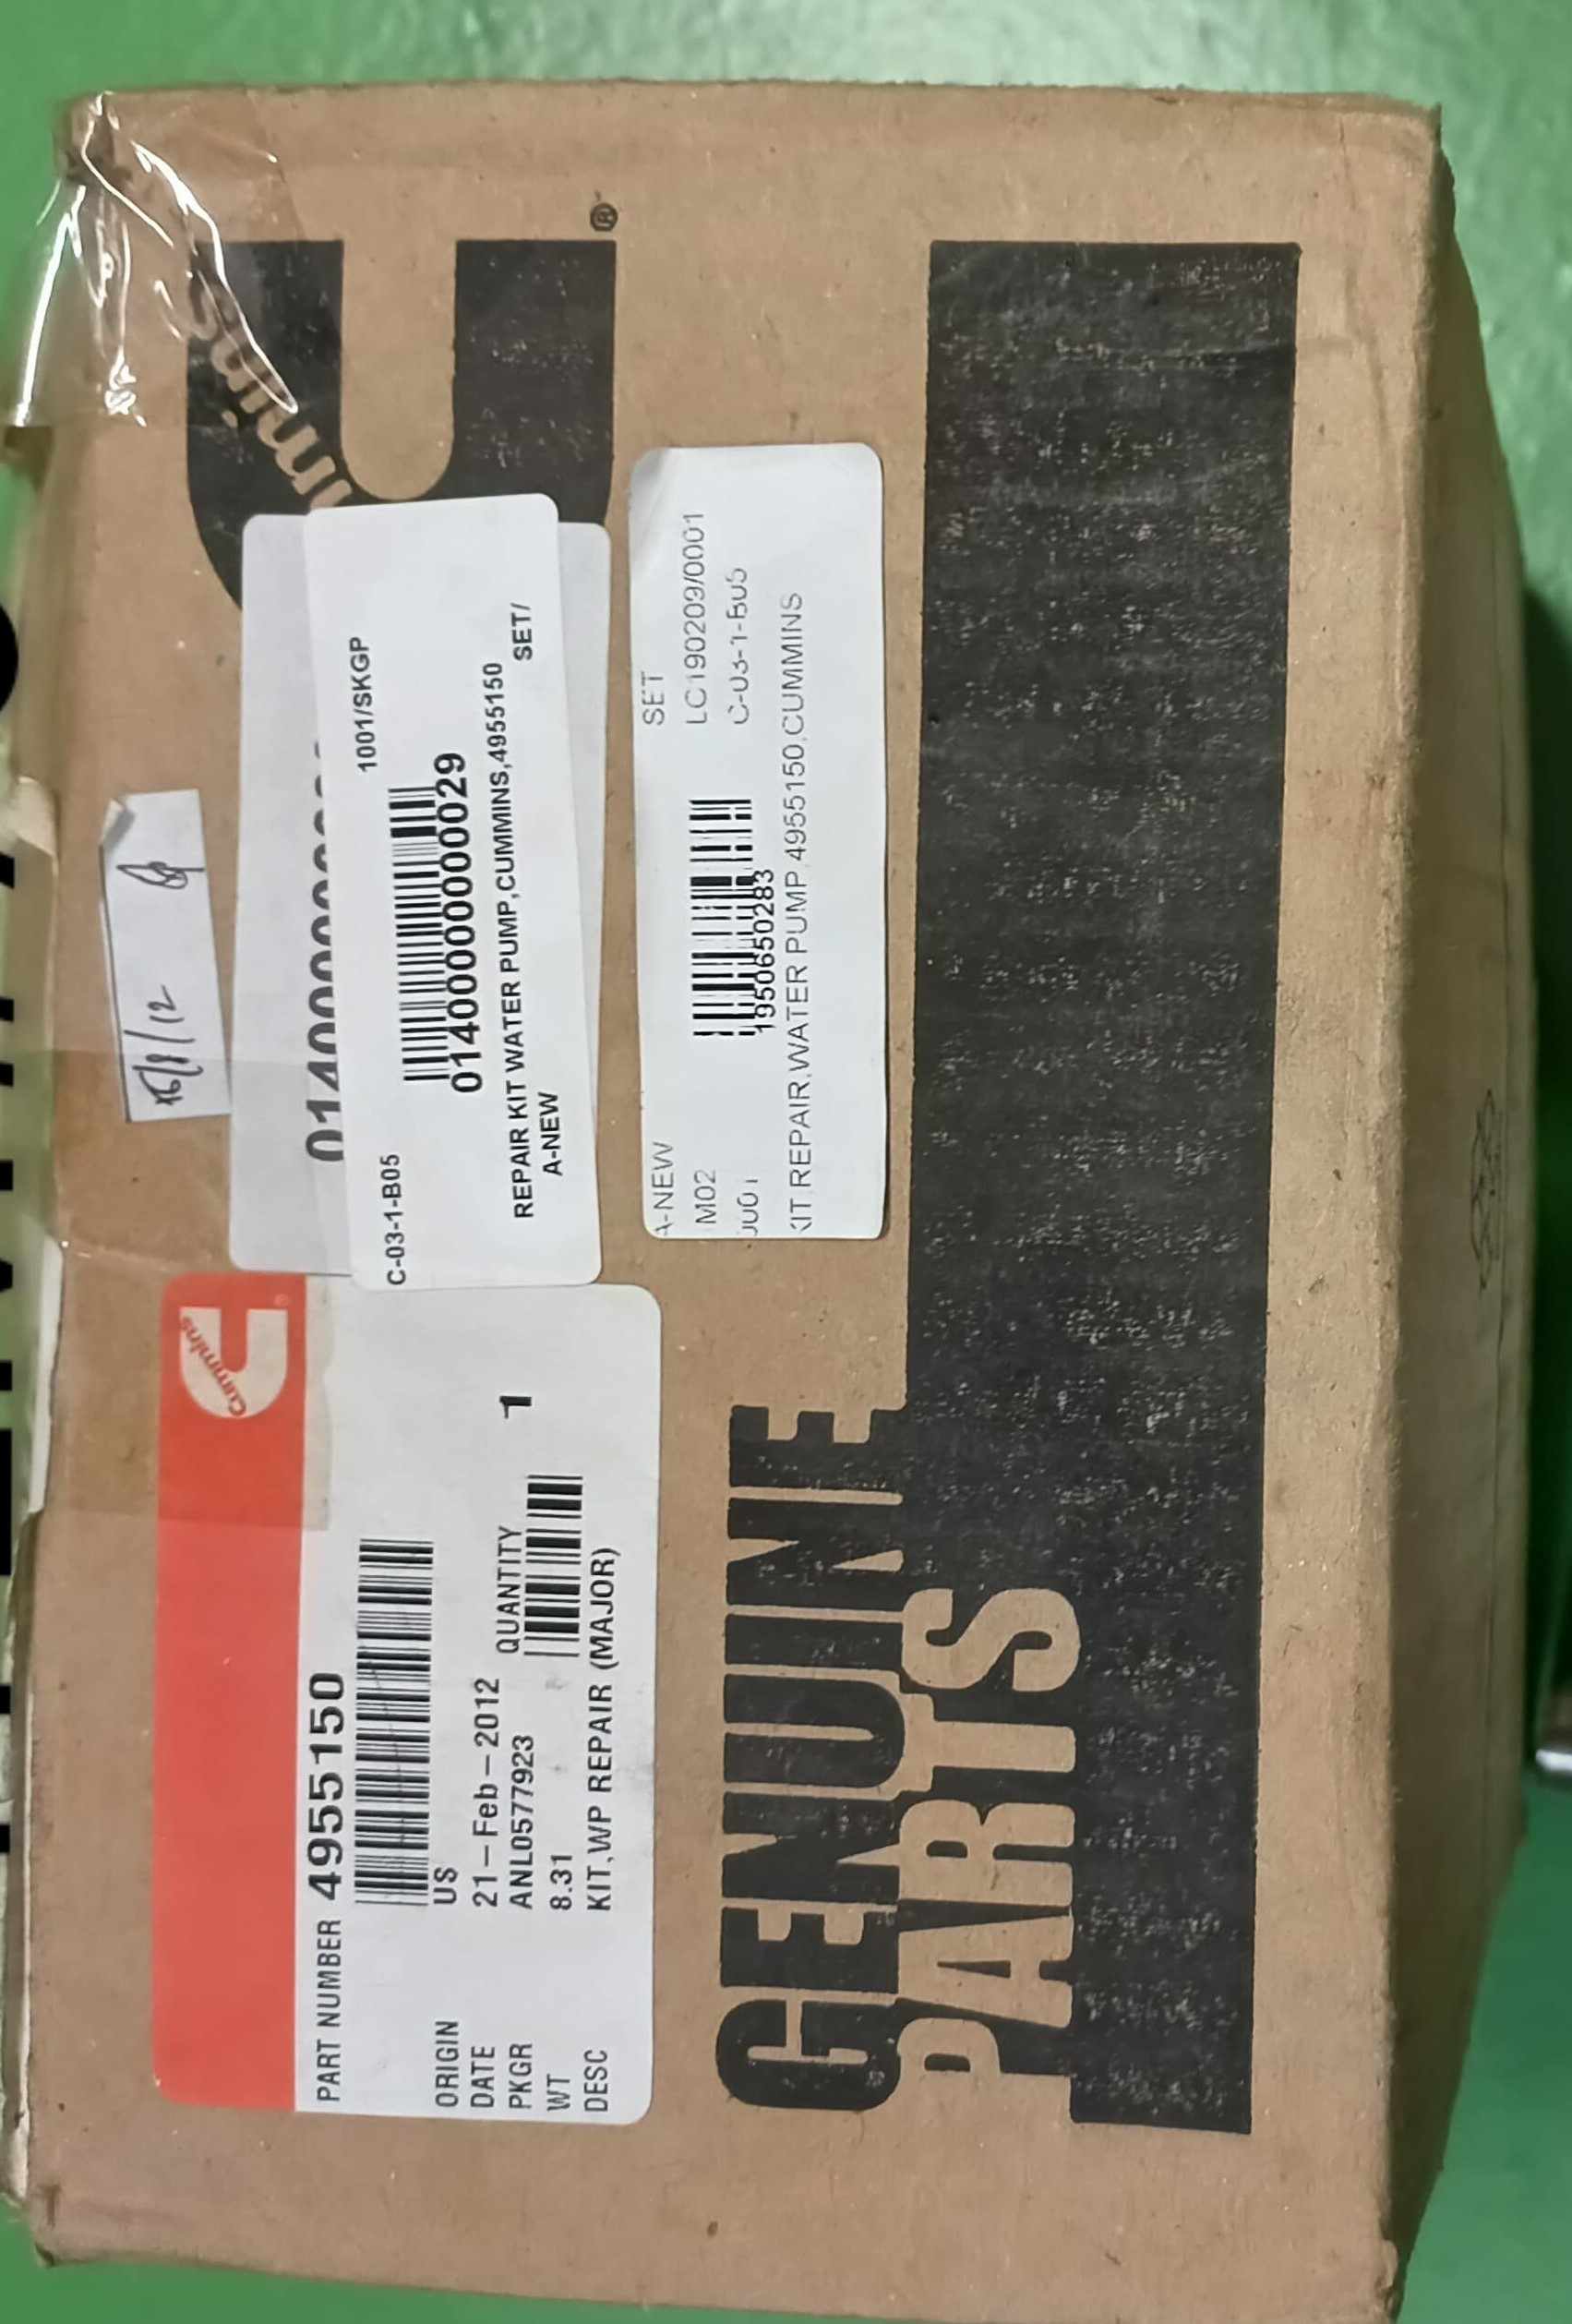 cummins
PART NUMBER 4955150
ORIGIN US
DATE 21-Feb-2012
PKGR ANL0577923 QUANTITY 1
WT 8.31
DESC KIT,WP REPAIR (MAJOR)
C-03-1-B05 1001/SKGP
014000000000029
REPAIR KIT WATER PUMP,CUMMINS,4955150
A-NEW SET/
A-NEW SET
M02 LC190209/0001
C-03-1-B05
1950650283
KIT,REPAIR,WATER PUMP,4955150,CUMMINS
GENUINE
PARTS
®